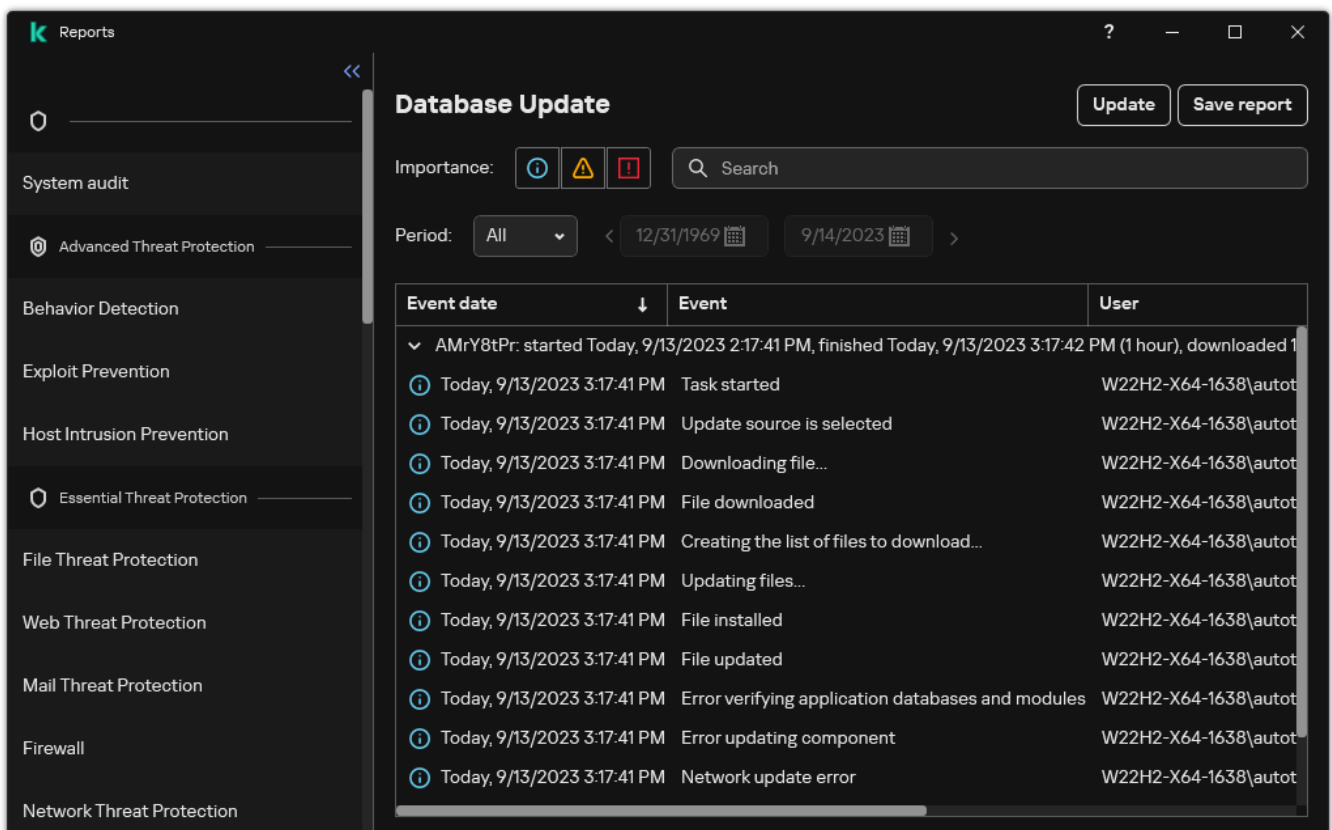 Reports
?
System audit
Advanced Threat Protection
Behavior Detection
Exploit Prevention
Host Intrusion Prevention
Essential Threat Protection
File Threat Protection
Web Threat Protection
Mail Threat Protection
Firewall
Network Threat Protection
Database Update
Update
Save report
Importance:
Search
Period: All 12/31/1969 9/14/2023
Event date Event User
AMrY8tPr: started Today, 9/13/2023 2:17:41 PM, finished Today, 9/13/2023 3:17:42 PM (1 hour), downloaded 1
Today, 9/13/2023 3:17:41 PM Task started W22H2-X64-1638\autot
Today, 9/13/2023 3:17:41 PM Update source is selected W22H2-X64-1638\autot
Today, 9/13/2023 3:17:41 PM Downloading file... W22H2-X64-1638\autot
Today, 9/13/2023 3:17:41 PM File downloaded W22H2-X64-1638\autot
Today, 9/13/2023 3:17:41 PM Creating the list of files to download... W22H2-X64-1638\autot
Today, 9/13/2023 3:17:41 PM Updating files... W22H2-X64-1638\autot
Today, 9/13/2023 3:17:41 PM File installed W22H2-X64-1638\autot
Today, 9/13/2023 3:17:41 PM File updated W22H2-X64-1638\autot
Today, 9/13/2023 3:17:41 PM Error verifying application databases and modules W22H2-X64-1638\autot
Today, 9/13/2023 3:17:41 PM Error updating component W22H2-X64-1638\autot
Today, 9/13/2023 3:17:41 PM Network update error W22H2-X64-1638\autot